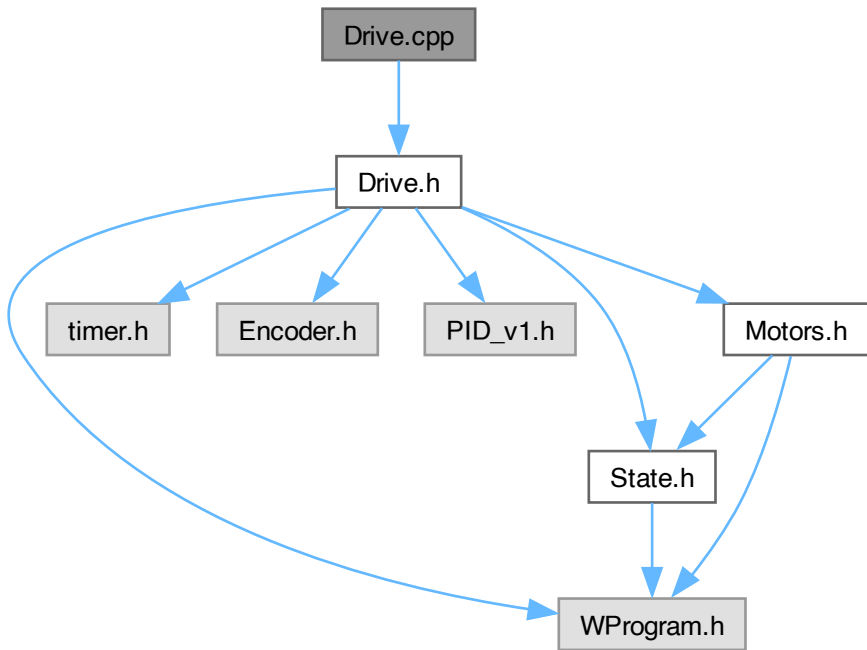 Drive.cpp
Drive.h
timer.h
Encoder.h
PID_v1.h
Motors.h
State.h
WProgram.h